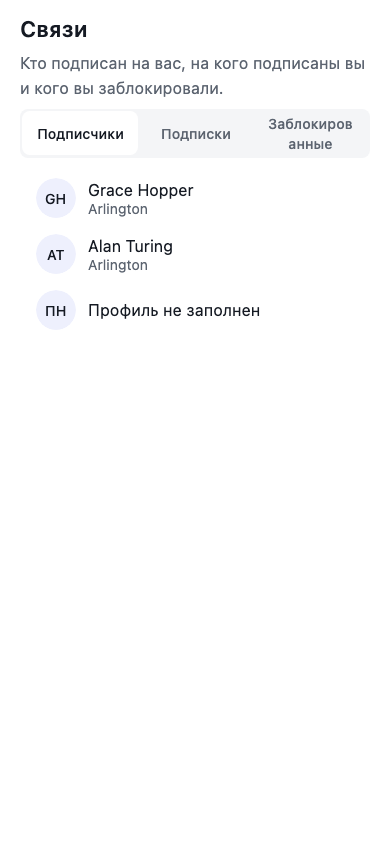 Связи
Кто подписан на вас, на кого подписаны вы
и кого вы заблокировали.
Подписчики
Подписки
Заблокиров
анные
GH
Grace Hopper
Arlington
AT
Alan Turing
Arlington
ПН
Профиль не заполнен